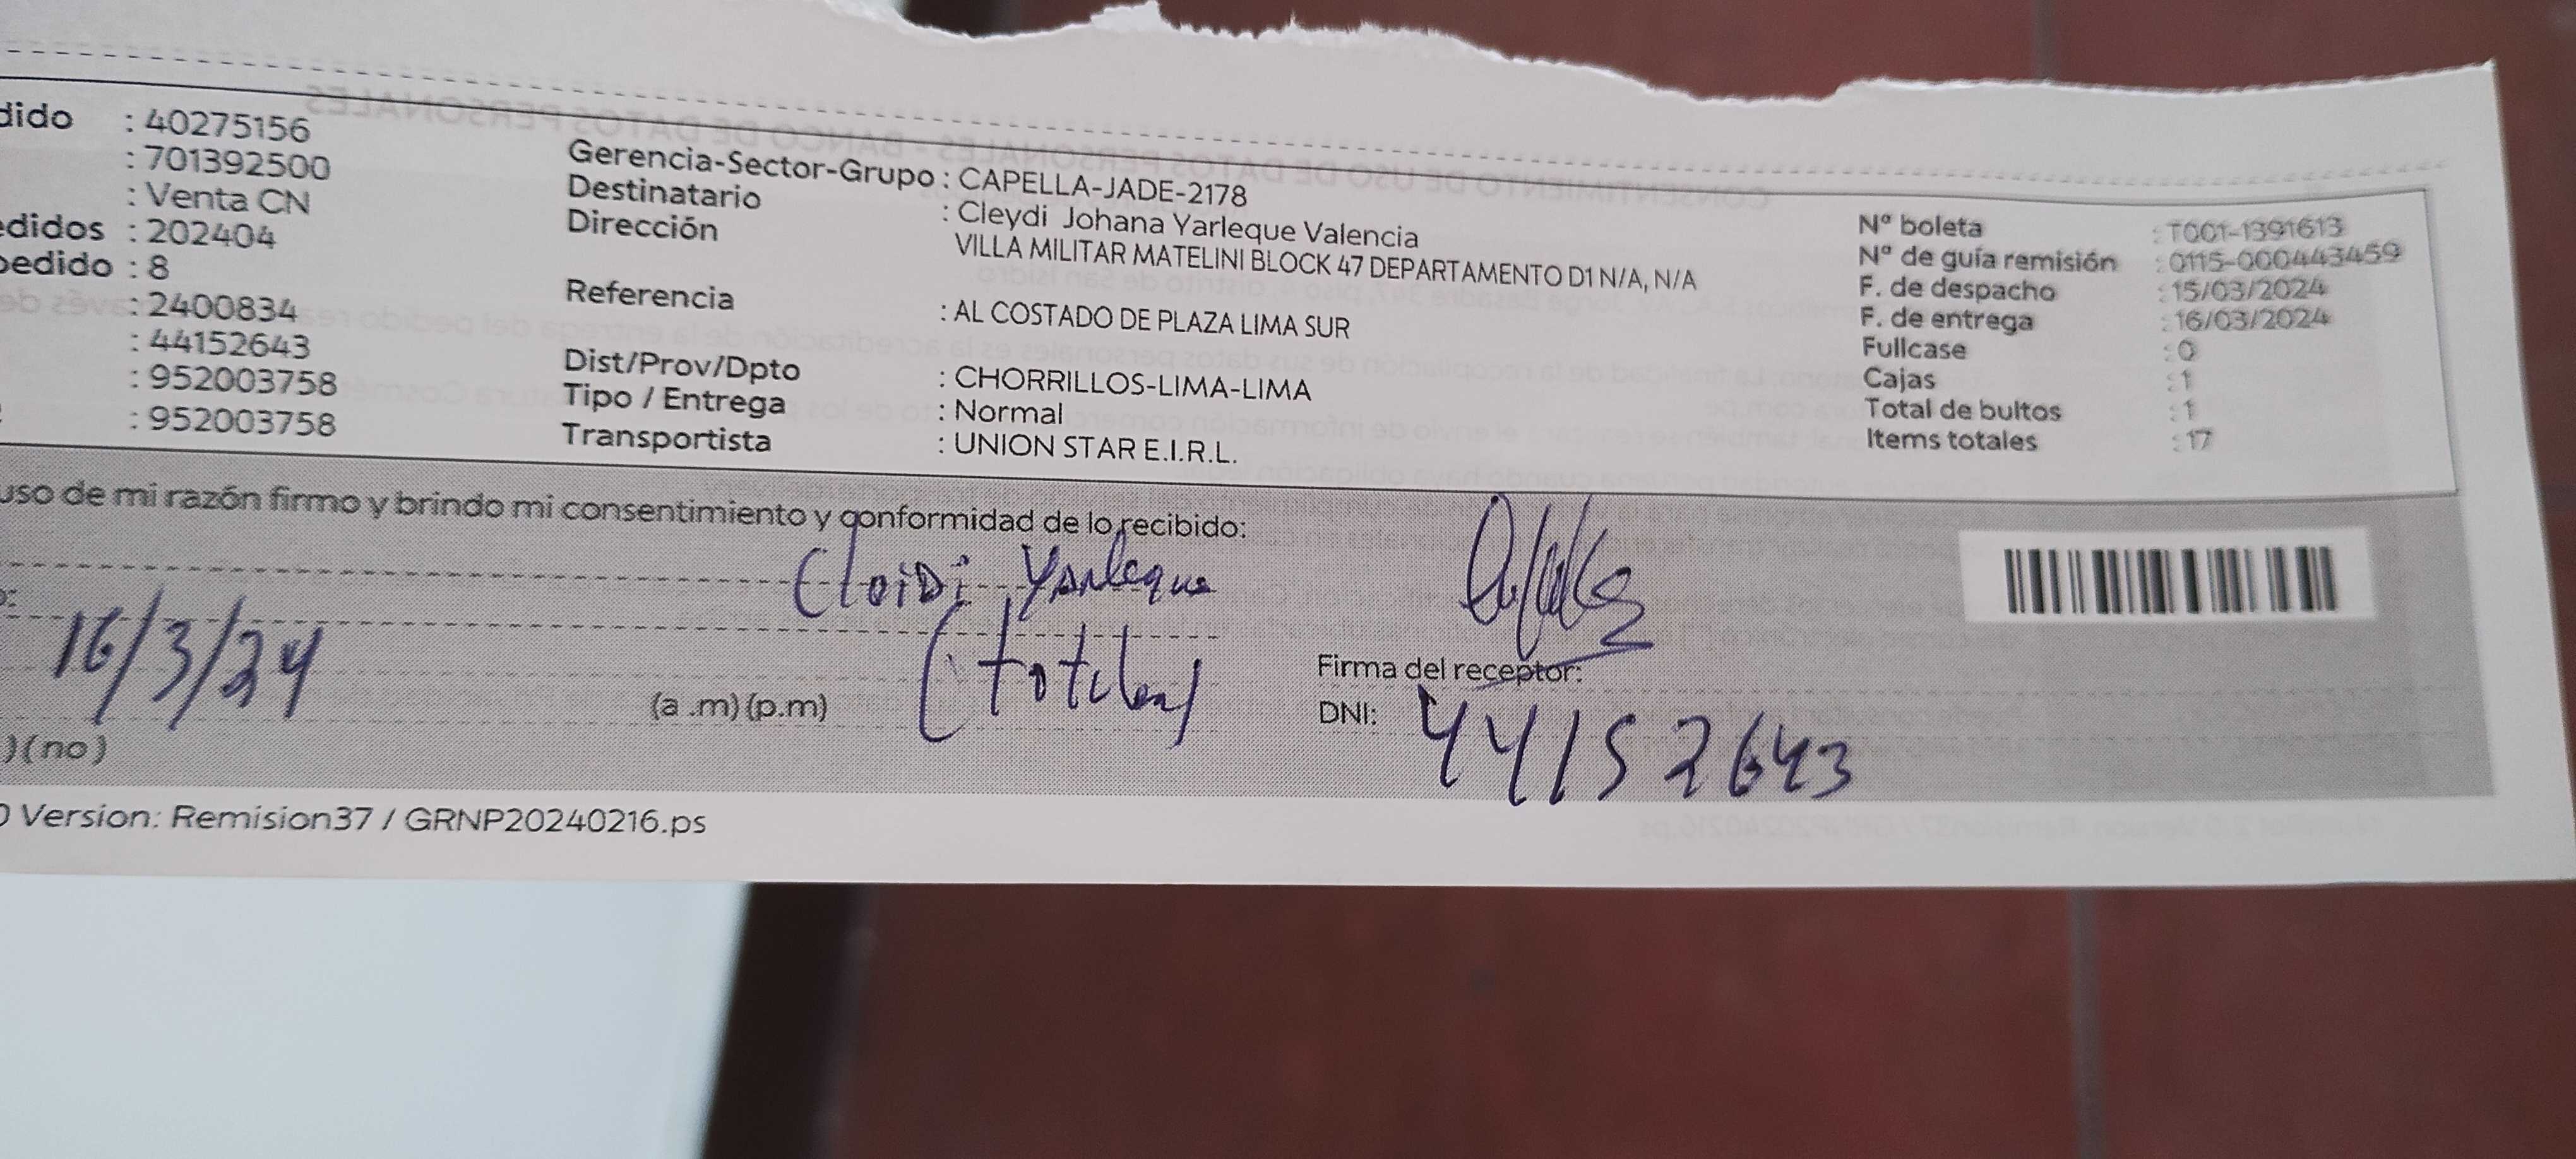 dido : 40275156
: 701392500
: Venta CN
edidos : 202404
pedido : 8
: 2400834
: 44152643
: 952003758
: 952003758
Gerencia-Sector-Grupo : CAPELLA-JADE-2178
Destinatario : Cleydi Johana Yarleque Valencia
Dirección VILLA MILITAR MATELINI BLOCK 47 DEPARTAMENTO D1 N/A, N/A
Referencia : AL COSTADO DE PLAZA LIMA SUR
Dist/Prov/Dpto : CHORRILLOS-LIMA-LIMA
Tipo / Entrega : Normal
Transportista : UNION STAR E.I.R.L.
Nº boleta : T001-1391613
Nª de guía remisión : 0115-000443459
F. de despacho : 15/03/2024
F. de entrega : 16/03/2024
Fullcase : 0
Cajas : 1
Total de bultos : 1
Items totales : 17
uso de mi razón firmo y brindo mi consentimiento y conformidad de lo recibido:
Yarleque
16/3/24
(a .m) (p.m)
Firma del receptor:
DNI: 44152643
) ( no )
Version: Remision37 / GRNP20240216.ps